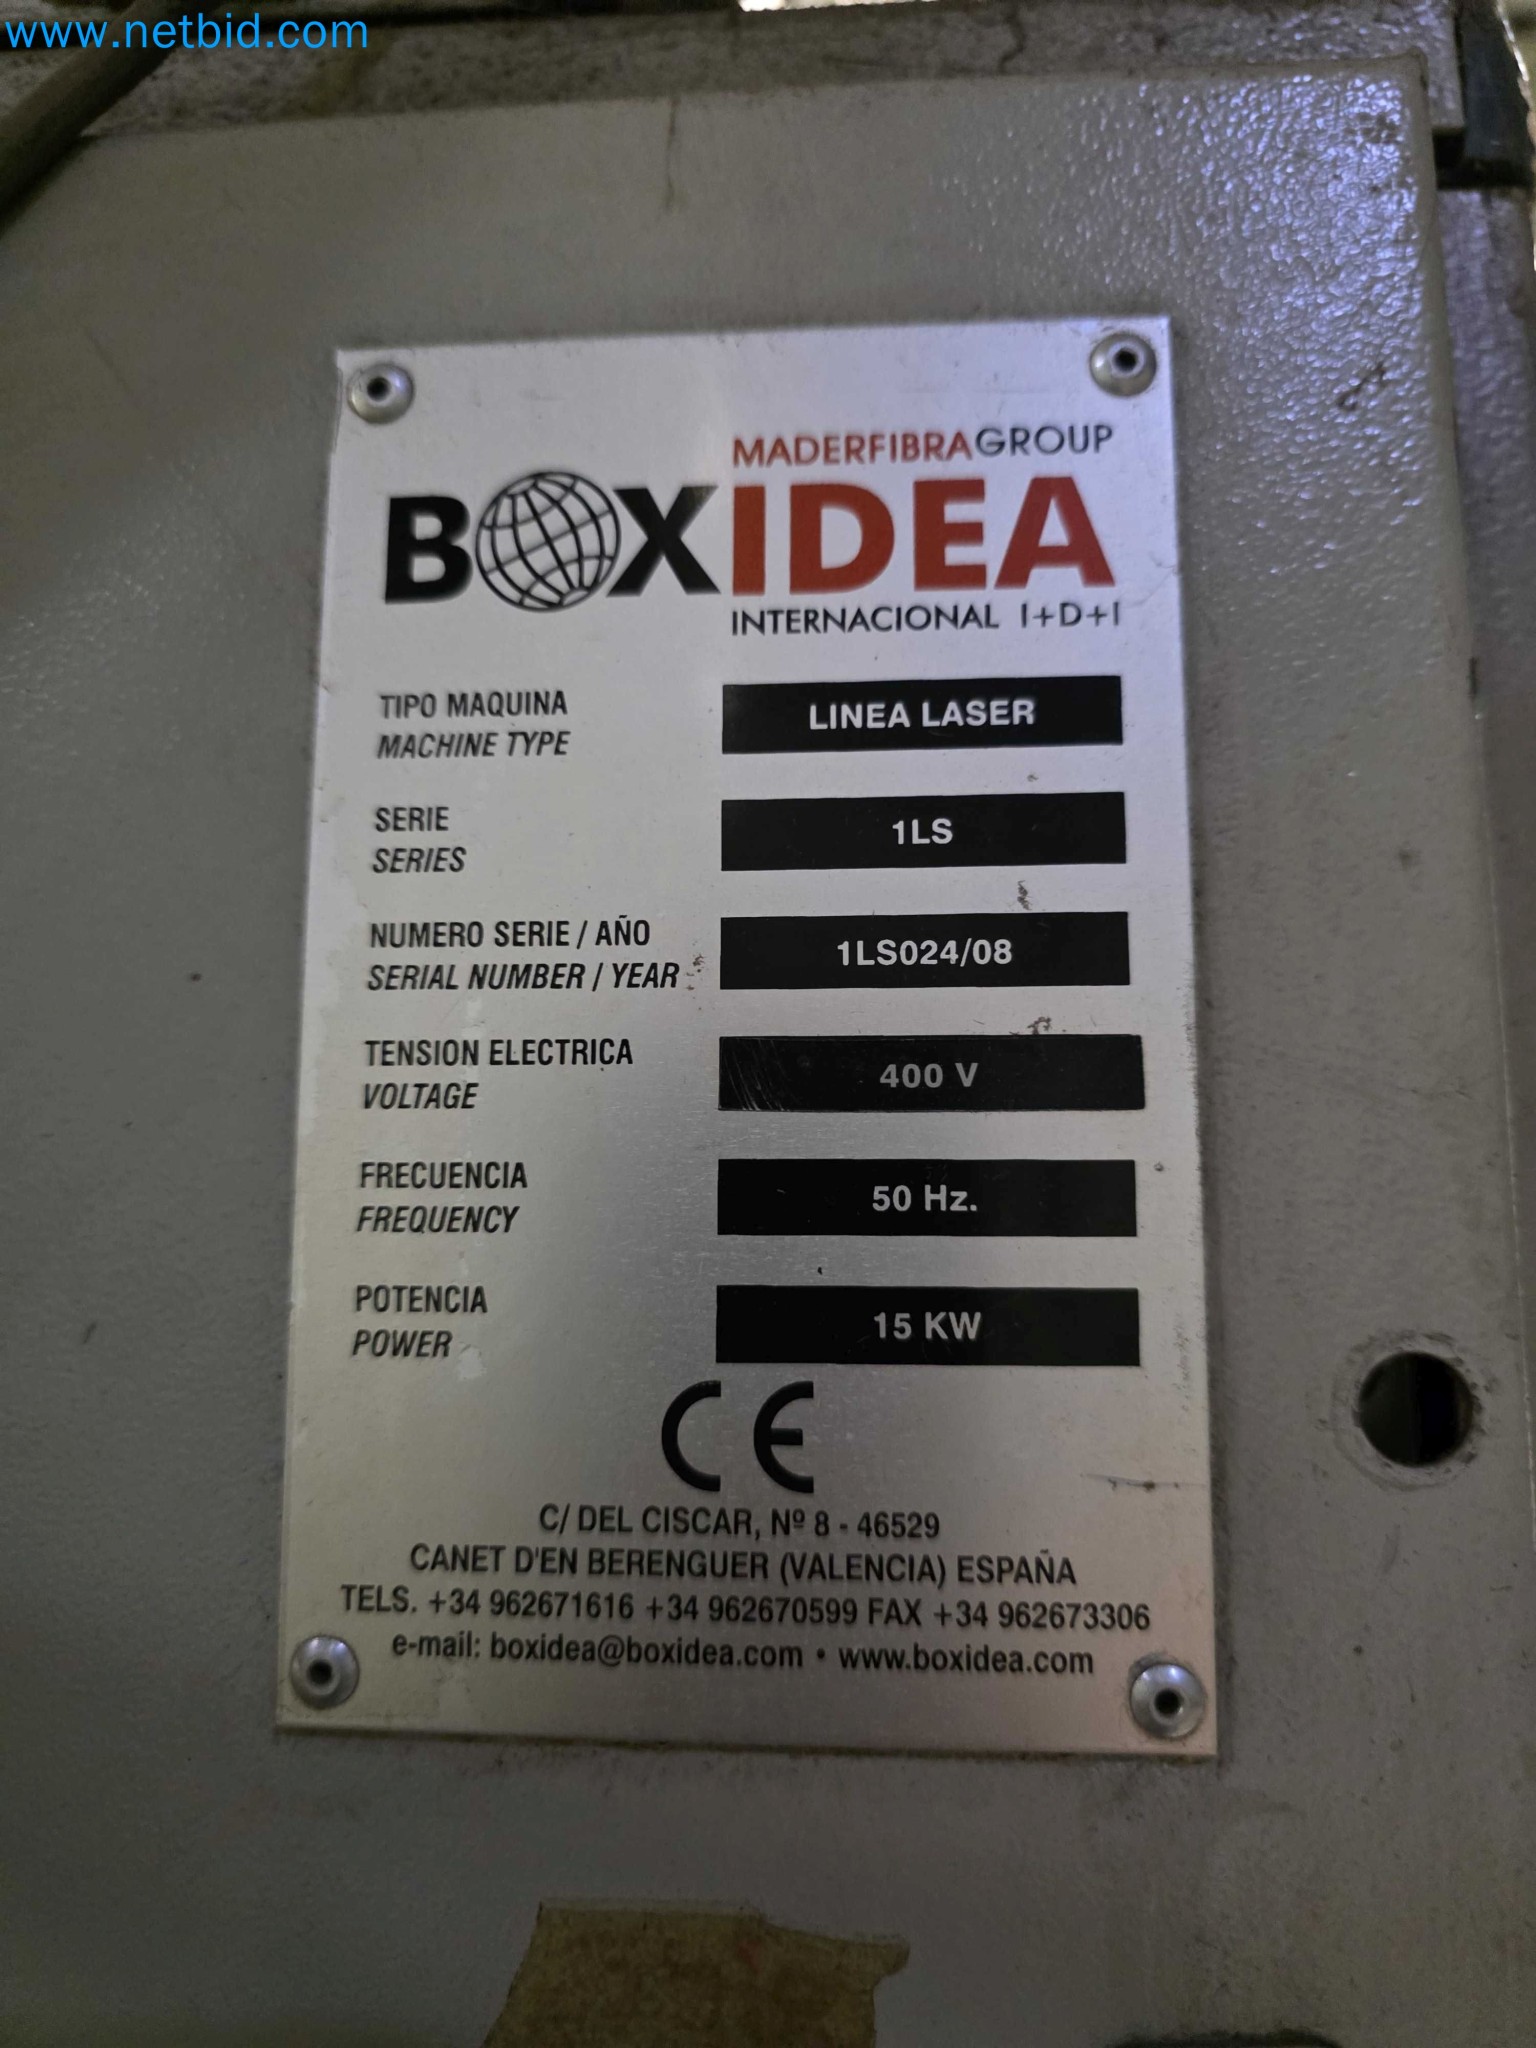 www.netbid.com
MADERFIBRAGROUP
BOXIDEA
INTERNACIONAL I+D+I
TIPO MAQUINA
MACHINE TYPE
LINEA LASER
SERIE
SERIES
1LS
NUMERO SERIE / AÑO
SERIAL NUMBER / YEAR
1LS024/08
TENSION ELECTRICA
VOLTAGE
400 V
FRECUENCIA
FREQUENCY
50 Hz.
POTENCIA
POWER
15 KW
CE
C/ DEL CISCAR, Nº 8 - 46529
CANET D'EN BERENGUER (VALENCIA) ESPAÑA
TELS. +34 962671616 +34 962670599 FAX +34 962673306
e-mail: boxidea@boxidea.com • www.boxidea.com